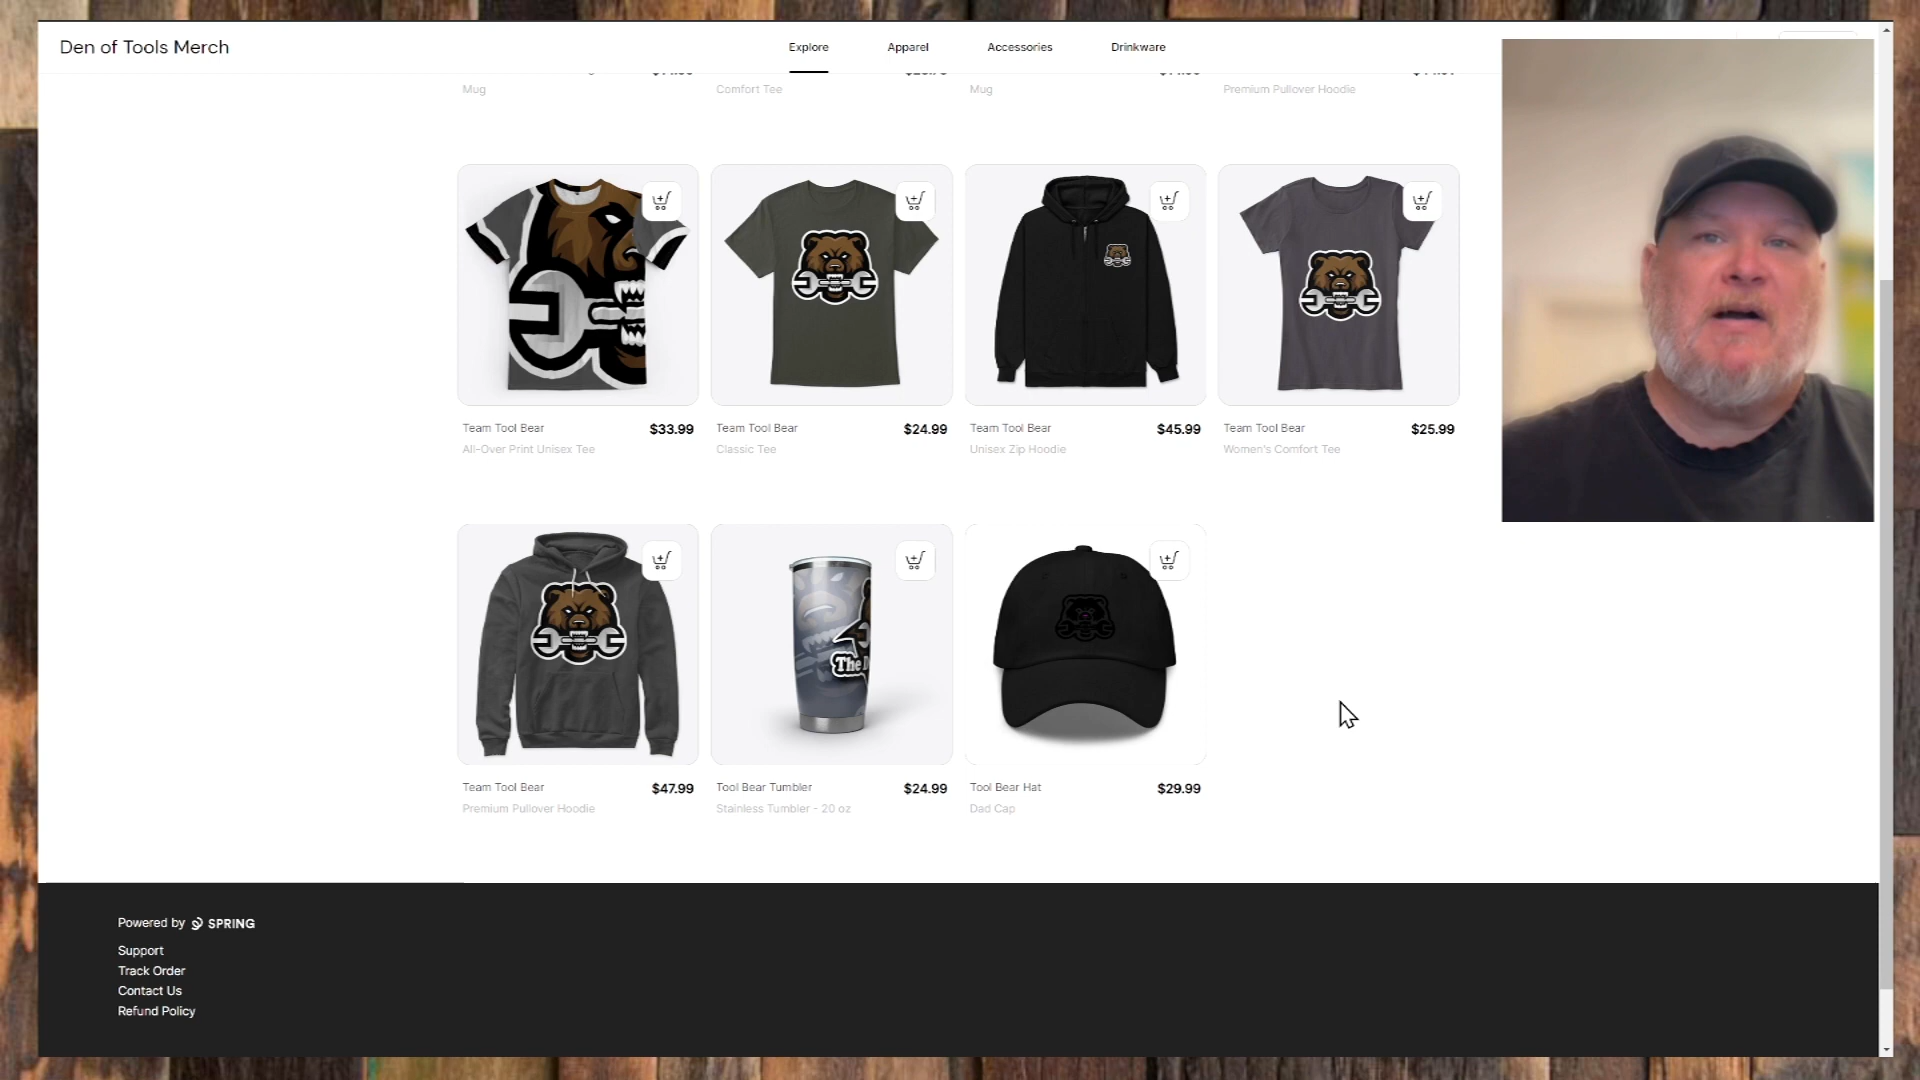 Den of Tools Merch
Explore
Apparel
Accessories
Drinkware
Mug
Comfort Tee
Mug
Premium Pullover Hoodie
Team Tool Bear
$33.99
All-Over Print Unisex Tee
Team Tool Bear
$24.99
Classic Tee
Team Tool Bear
$45.99
Unisex Zip Hoodie
Team Tool Bear
$25.99
Women's Comfort Tee
The
Team Tool Bear
$47.99
Premium Pullover Hoodie
Tool Bear Tumbler
$24.99
Stainless Tumbler - 20 oz
Tool Bear Hat
$29.99
Dad Cap
Powered by SPRING
Support
Track Order
Contact Us
Refund Policy